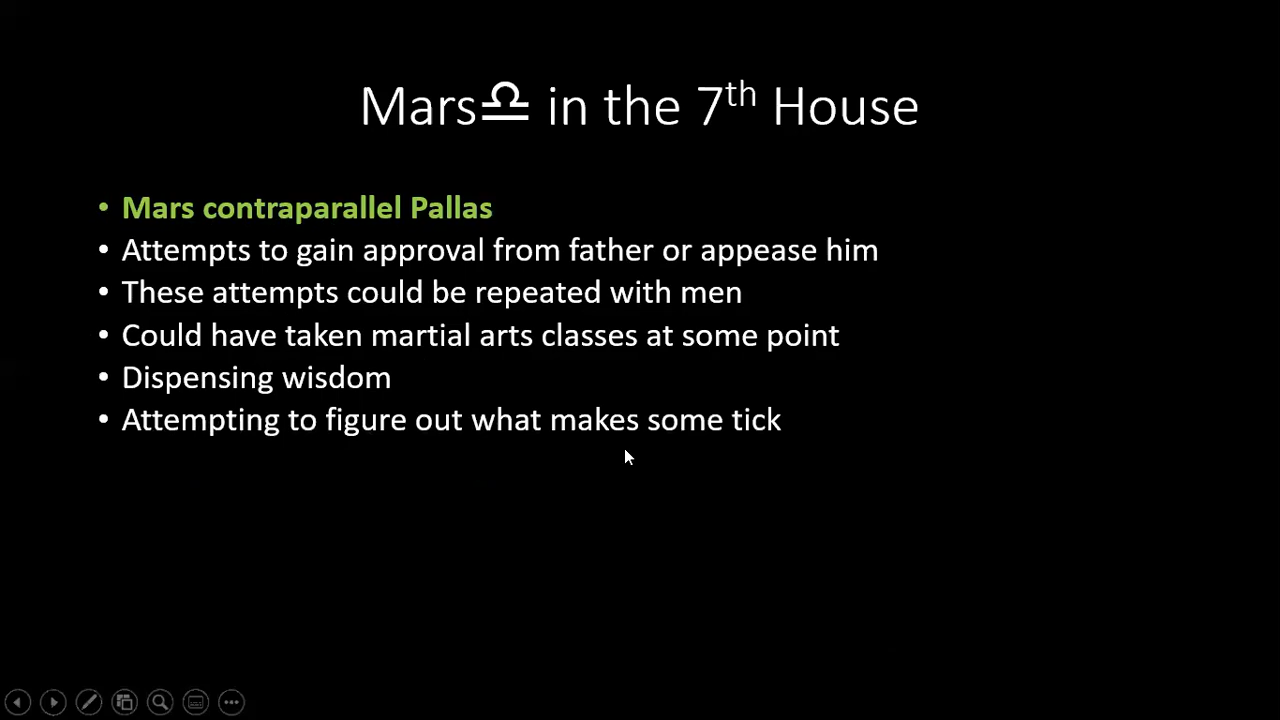 Mars♎ in the 7th House
• Mars contraparallel Pallas
• Attempts to gain approval from father or appease him
• These attempts could be repeated with men
• Could have taken martial arts classes at some point
• Dispensing wisdom
• Attempting to figure out what makes some tick